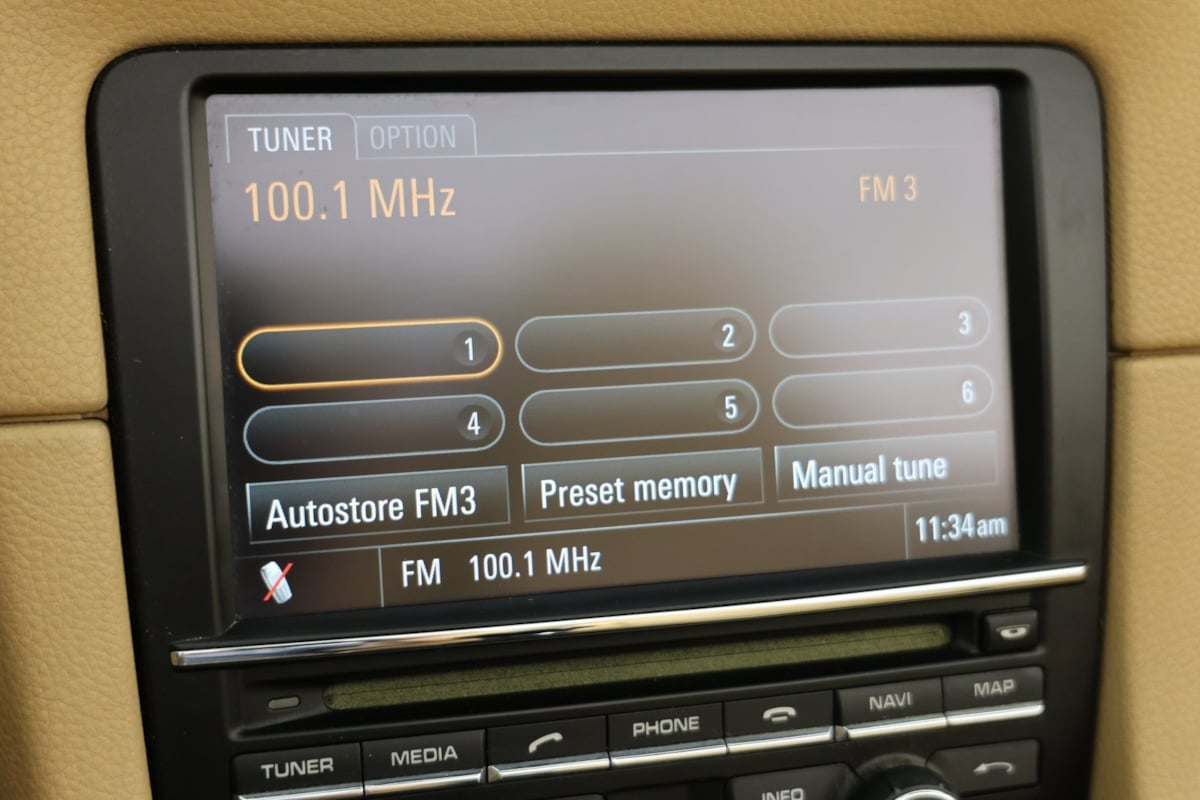 TUNER OPTION
100.1 MHz FM 3
1 2 3
4 5 6
Autostore FM3 Preset memory Manual tune
FM 100.1 MHz 11:34am
TUNER MEDIA PHONE NAVI MAP
INFO